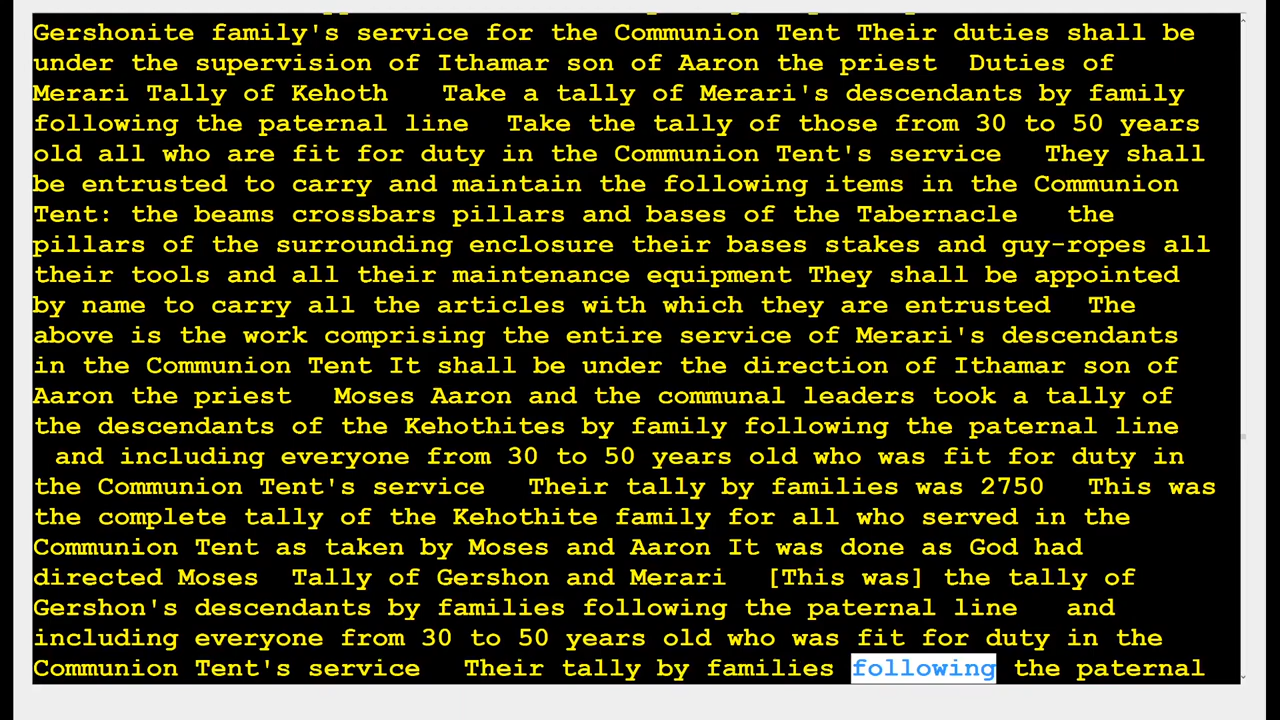 Gershonite family's service for the Communion Tent Their duties shall be
under the supervision of Ithamar son of Aaron the priest Duties of
Merari Tally of Kehoth Take a tally of Merari's descendants by family
following the paternal line Take the tally of those from 30 to 50 years
old all who are fit for duty in the Communion Tent's service They shall
be entrusted to carry and maintain the following items in the Communion
Tent: the beams crossbars pillars and bases of the Tabernacle the
pillars of the surrounding enclosure their bases stakes and guy-ropes all
their tools and all their maintenance equipment They shall be appointed
by name to carry all the articles with which they are entrusted The
above is the work comprising the entire service of Merari's descendants
in the Communion Tent It shall be under the direction of Ithamar son of
Aaron the priest Moses Aaron and the communal leaders took a tally of
the descendants of the Kehothites by family following the paternal line
and including everyone from 30 to 50 years old who was fit for duty in
the Communion Tent's service Their tally by families was 2750 This was
the complete tally of the Kehothite family for all who served in the
Communion Tent as taken by Moses and Aaron It was done as God had
directed Moses Tally of Gershon and Merari [This was] the tally of
Gershon's descendants by families following the paternal line and
including everyone from 30 to 50 years old who was fit for duty in the
Communion Tent's service Their tally by families following the paternal